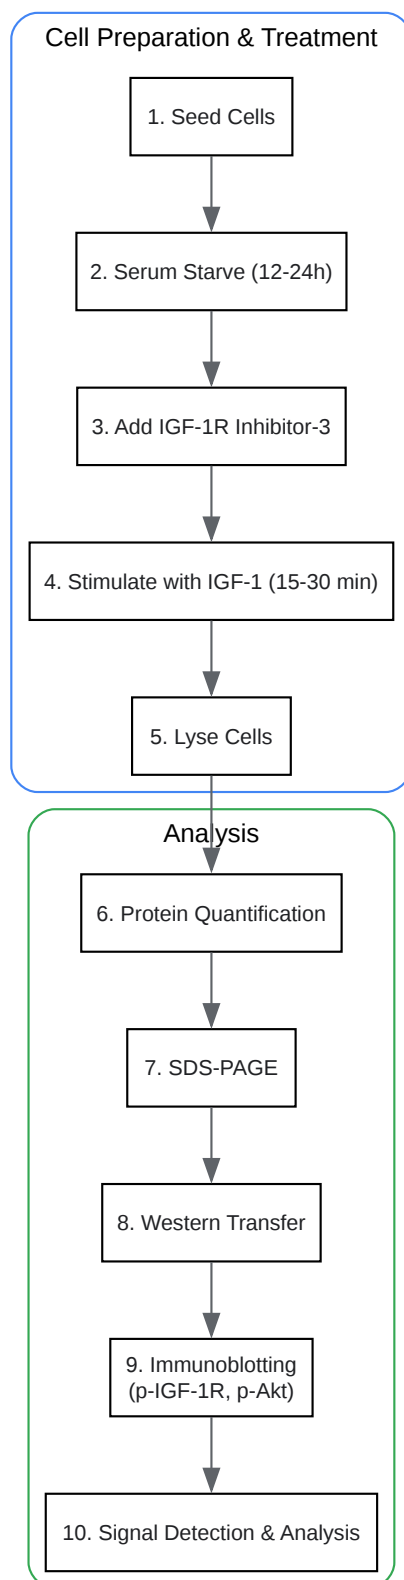 Cell Preparation & Treatment
1. Seed Cells
2. Serum Starve (12-24h)
3. Add IGF-1R Inhibitor-3
4. Stimulate with IGF-1 (15-30 min)
5. Lyse Cells
Analysis
6. Protein Quantification
7. SDS-PAGE
8. Western Transfer
9. Immunoblotting
(p-IGF-1R, p-Akt)
10. Signal Detection & Analysis